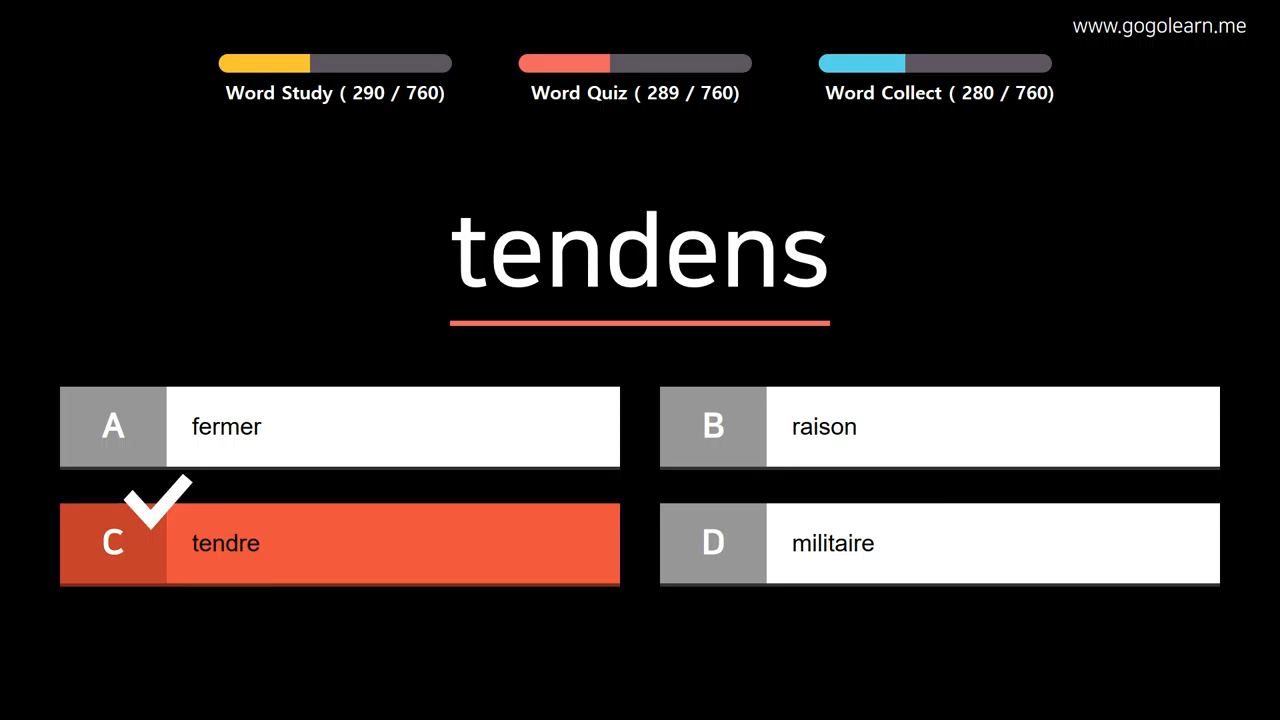 www.gogolearn.me
Word Study ( 290 / 760)
Word Quiz ( 289 / 760)
Word Collect ( 280 / 760)
tendens
A fermer
B raison
C tendre
D militaire